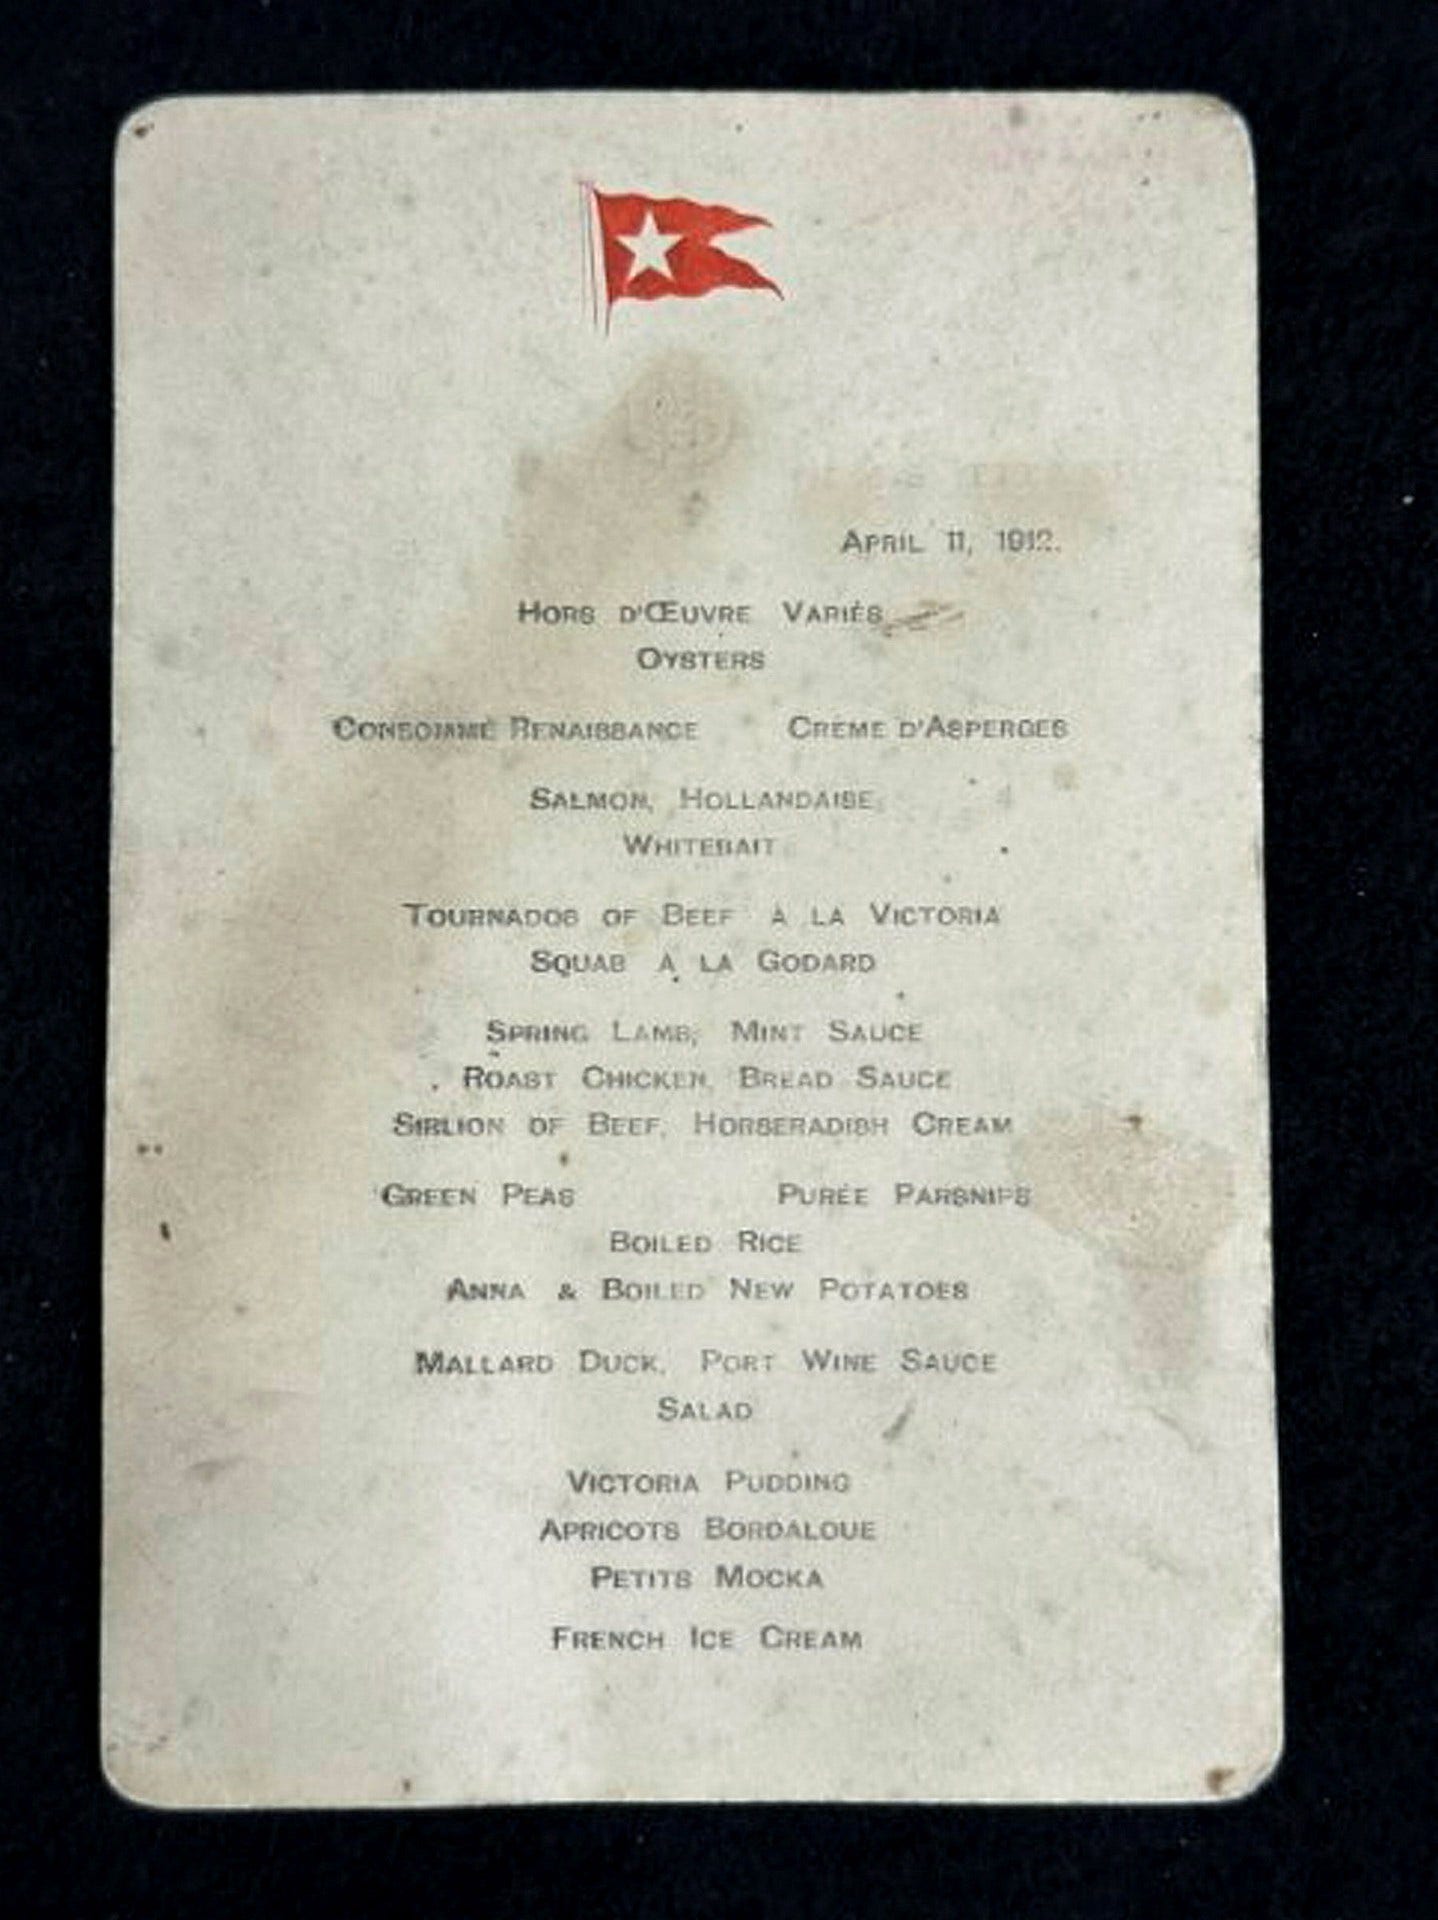 April 11, 1912.
Hors d'Œuvre Variés
Oysters
Consommé Renaissance Crème d'Asperges
Salmon, Hollandaise
Whitebait
Tournados of Beef à la Victoria
Squab à la Godard
Spring Lamb, Mint Sauce
Roast Chicken, Bread Sauce
Sirlion of Beef, Horseradish Cream
Green Peas Purée Parsnips
Boiled Rice
Anna & Boiled New Potatoes
Mallard Duck, Port Wine Sauce
Salad
Victoria Pudding
Apricots Bordaloue
Petits Mocka
French Ice Cream